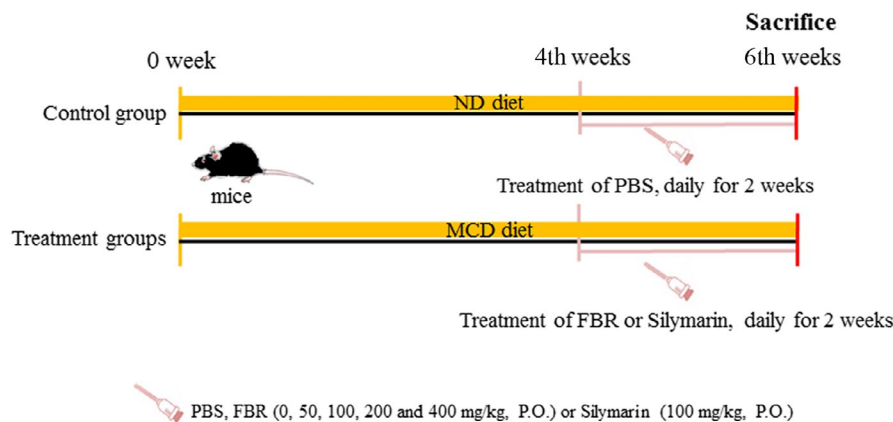 Sacrifice
0 week 4th weeks 6th weeks
ND diet
Control group
mice
Treatment of PBS, daily for 2 weeks
MCD diet
Treatment groups
Treatment of FBR or Silymarin, daily for 2 weeks
PBS, FBR (0, 50, 100, 200 and 400 mg/kg, P.O.) or Silymarin (100 mg/kg, P.O.)